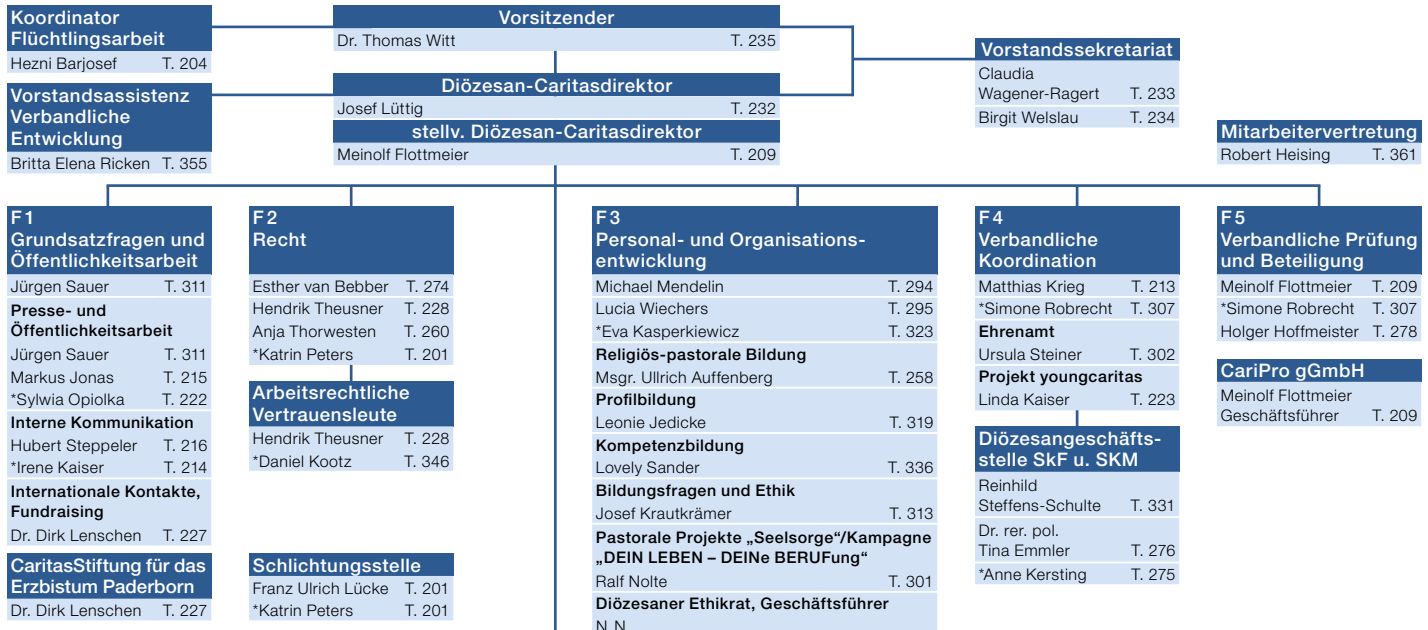 Koordinator
Flüchtlingsarbeit
Hezni Barjosef T. 204
Vorstandsassistenz
Verbandliche
Entwicklung
Britta Elena Ricken T. 355
Vorsitzender
Dr. Thomas Witt T. 235
Diözesan-Caritasdirektor
Josef Lüttig T. 232
stellv. Diözesan-Caritasdirektor
Meinolf Flottmeier T. 209
Vorstandssekretariat
Claudia
Wagener-Ragert T. 233
Birgit Welslau T. 234
Mitarbeitervertretung
Robert Heising T. 361
F 1
Grundsatzfragen und
Öffentlichkeitsarbeit
Jürgen Sauer T. 311
Presse- und
Öffentlichkeitsarbeit
Jürgen Sauer T. 311
Markus Jonas T. 215
*Sylwia Opiolka T. 222
Interne Kommunikation
Hubert Steppeler T. 216
*Irene Kaiser T. 214
Internationale Kontakte,
Fundraising
Dr. Dirk Lenschen T. 227
CaritasStiftung für das
Erzbistum Paderborn
Dr. Dirk Lenschen T. 227
F 2
Recht
Esther van Bebber T. 274
Hendrik Theusner T. 228
Anja Thorwesten T. 260
*Katrin Peters T. 201
Arbeitsrechtliche
Vertrauensleute
Hendrik Theusner T. 228
*Daniel Kootz T. 346
Schlichtungsstelle
Franz Ulrich Lücke T. 201
*Katrin Peters T. 201
F 3
Personal- und Organisations-
entwicklung
Michael Mendelin T. 294
Lucia Wiechers T. 295
*Eva Kasperkiewicz T. 323
Religiös-pastorale Bildung
Msgr. Ullrich Auffenberg T. 258
Profilbildung
Leonie Jedicke T. 319
Kompetenzbildung
Lovely Sander T. 336
Bildungsfragen und Ethik
Josef Krautkrämer T. 313
Pastorale Projekte „Seelsorge“/Kampagne
„DEIN LEBEN – DEINe BERUFung“
Ralf Nolte T. 301
Diözesaner Ethikrat, Geschäftsführer
N. N.
F 4
Verbandliche
Koordination
Matthias Krieg T. 213
*Simone Robrecht T. 307
Ehrenamt
Ursula Steiner T. 302
Projekt youngcaritas
Linda Kaiser T. 223
Diözesangeschäfts-
stelle SkF u. SKM
Reinhild
Steffens-Schulte T. 331
Dr. rer. pol.
Tina Emmler T. 276
*Anne Kersting T. 275
F 5
Verbandliche Prüfung
und Beteiligung
Meinolf Flottmeier T. 209
*Simone Robrecht T. 307
Holger Hoffmeister T. 278
CariPro gGmbH
Meinolf Flottmeier
Geschäftsführer T. 209